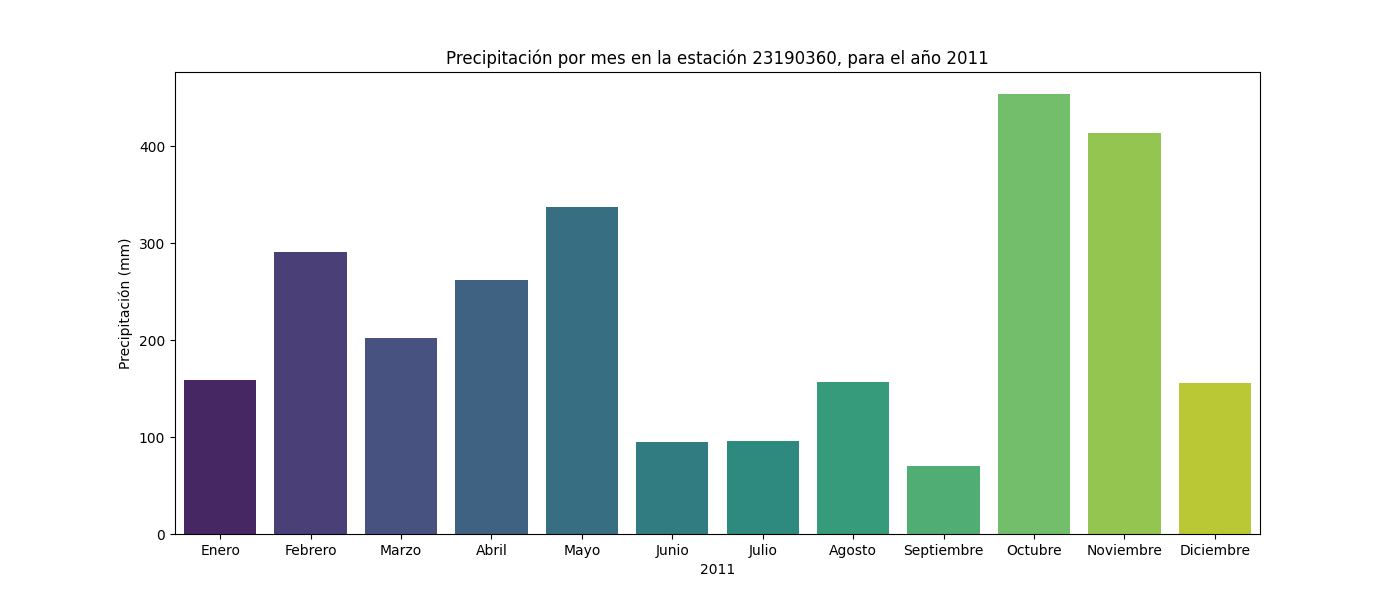 Precipitación por mes en la estación 23190360, para el año 2011
Precipitación (mm)
400
300
200
100
0
Enero Febrero Marzo Abril Mayo Junio Julio Agosto Septiembre Octubre Noviembre Diciembre
2011